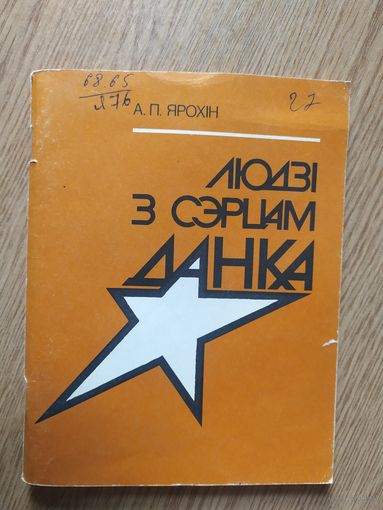 68.65
Я76
27
А. П. ЯРОХІН
ЛЮДЗІ
З СЭРЦАМ
ДАНКА